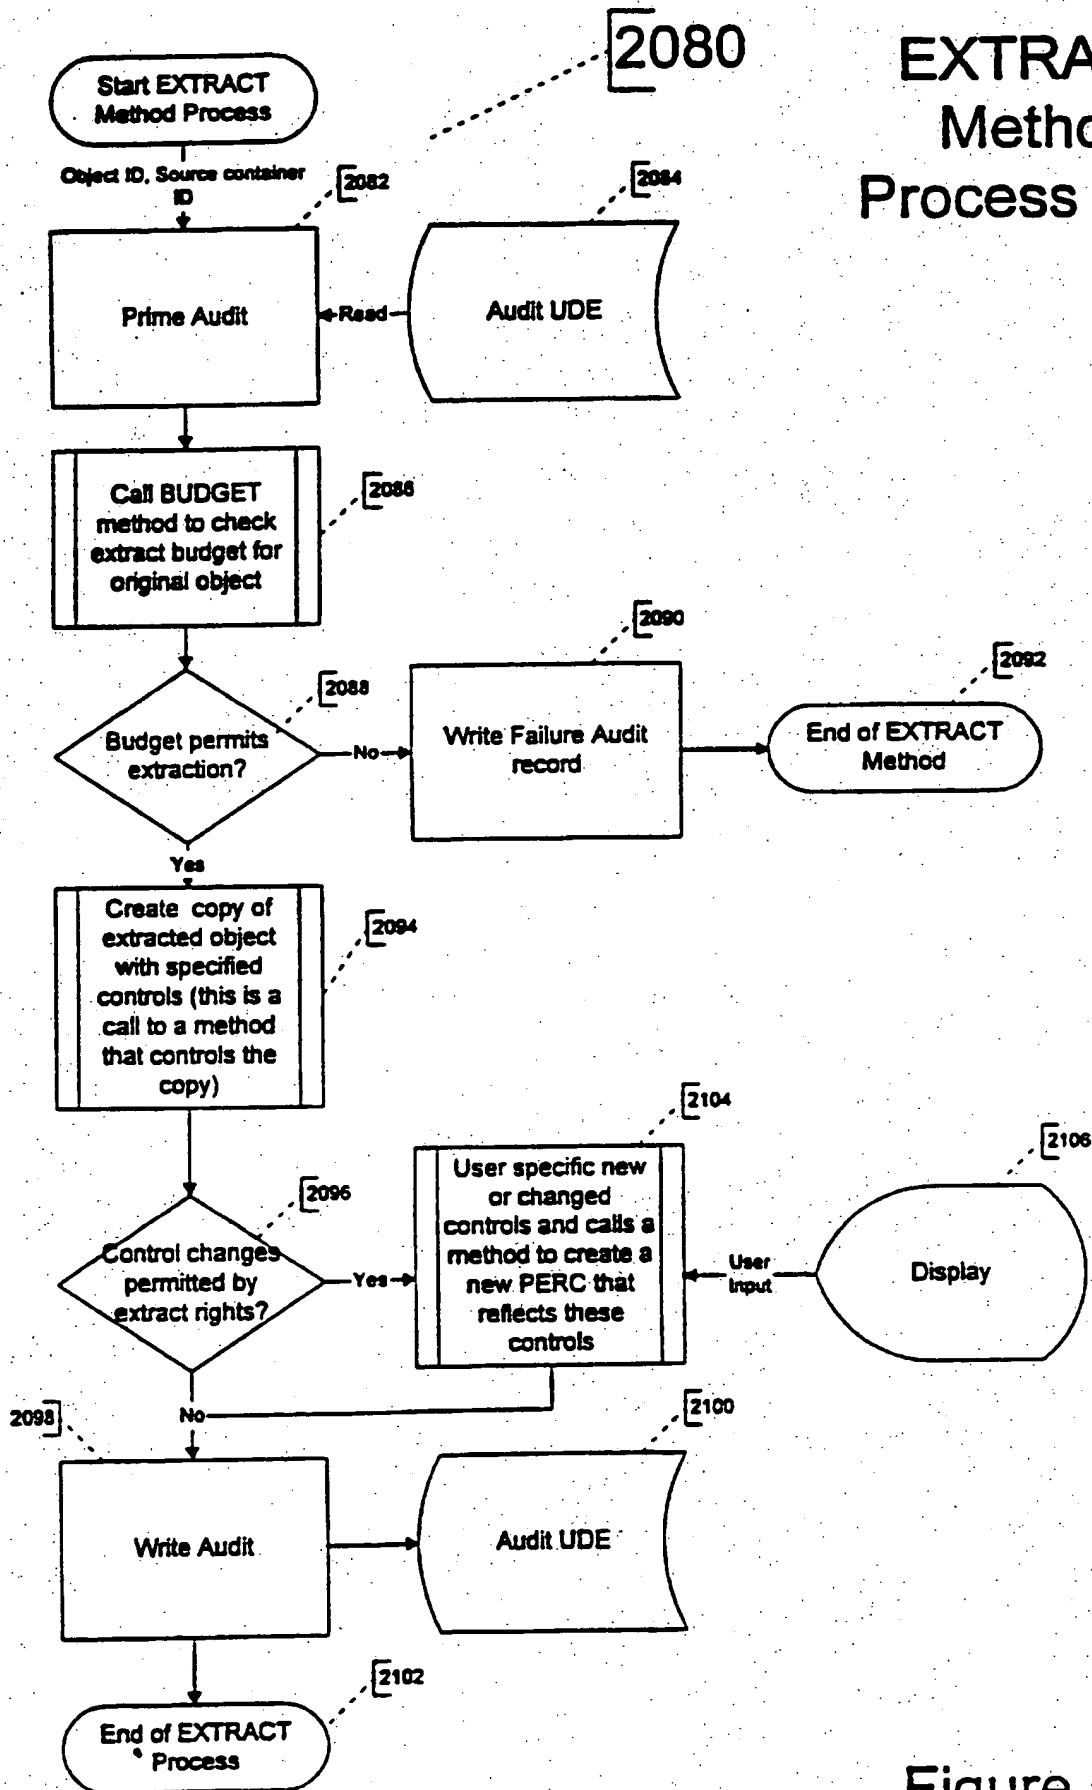 2080
EXTRA
Metho
Process
Start EXTRACT
Method Process
Object ID, Source container
ID
2082
2084
Prime Audit
Read
Audit UDE
Call BUDGET
method to check
extract budget for
original object
2086
2090
2092
2088
Budget permits
extraction?
No
Write Failure Audit
record
End of EXTRACT
Method
Yes
Create copy of
extracted object
with specified
controls (this is a
call to a method
that controls the
copy)
2094
2104
2106
2096
User specific new
or changed
controls and calls a
method to create a
new PERC that
reflects these
controls
Control changes
permitted by
extract rights?
Yes
User
Input
Display
2098
No
2100
Write Audit
Audit UDE
2102
End of EXTRACT
Process
Figure